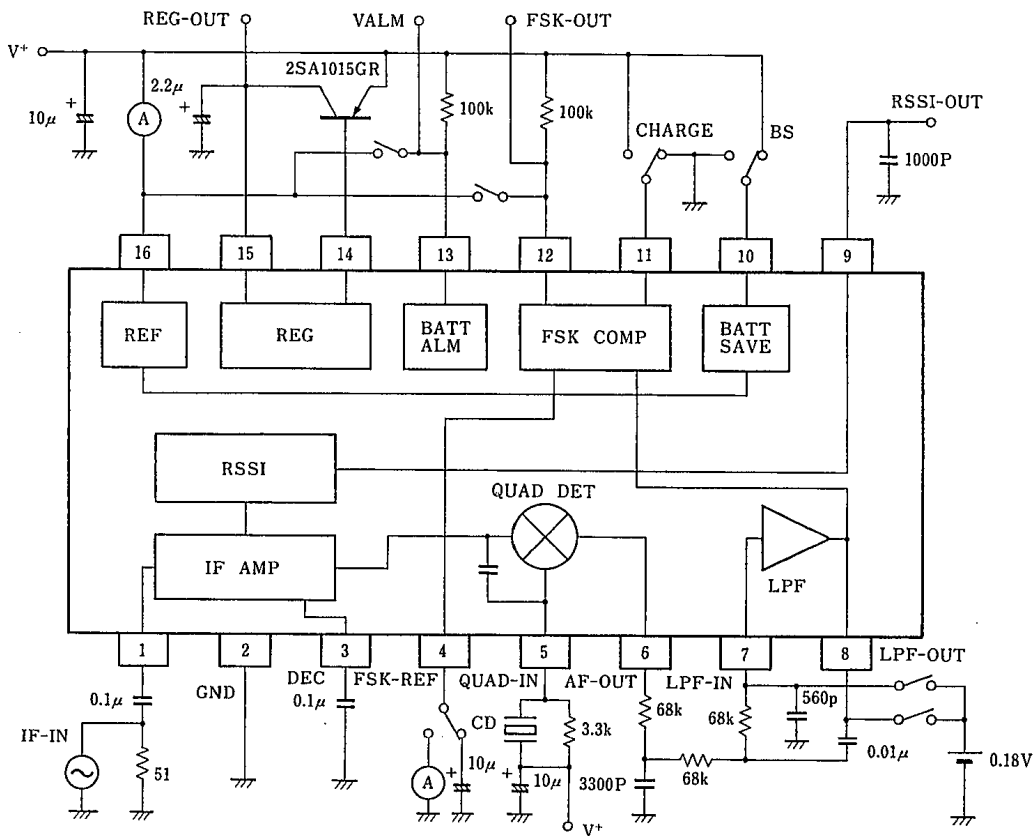 REG-OUT VALM FSK-OUT
V+
2SA1015GR
2.2μ
+
10μ
+
A
100k
100k
RSSI-OUT
CHARGE
BS
1000P
16 15 14 13 12 11 10 9
REF
REG
BATT
ALM
FSK COMP
BATT
SAVE
RSSI
QUAD DET
IF AMP
LPF
1 2 3 4 5 6 7 8
LPF-OUT
0.1μ
GND
DEC
0.1μ
FSK-REF
QUAD-IN
AF-OUT
LPF-IN
560p
68k
68k
CD
3.3k
0.01μ
IF-IN
51
10μ
+
A
10μ
+
68k
3300P
0.18V
V+